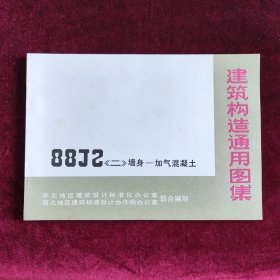 建筑构造通用图集
88J2《二》墙身—加气混凝土
华北地区建筑设计标准化办公室
西北地区建筑标准设计协作组办公室
联合编制